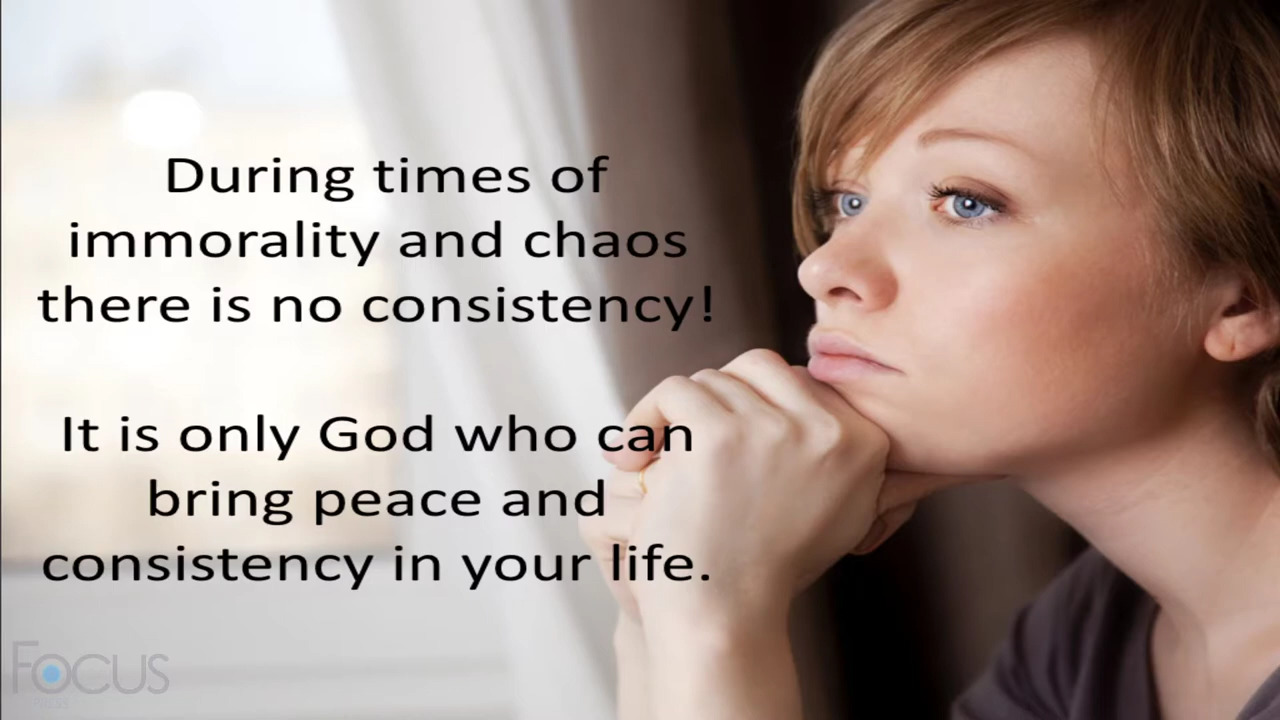 During times of
immorality and chaos
there is no consistency!
It is only God who can
bring peace and
consistency in your life.
FOCUS
PRESS